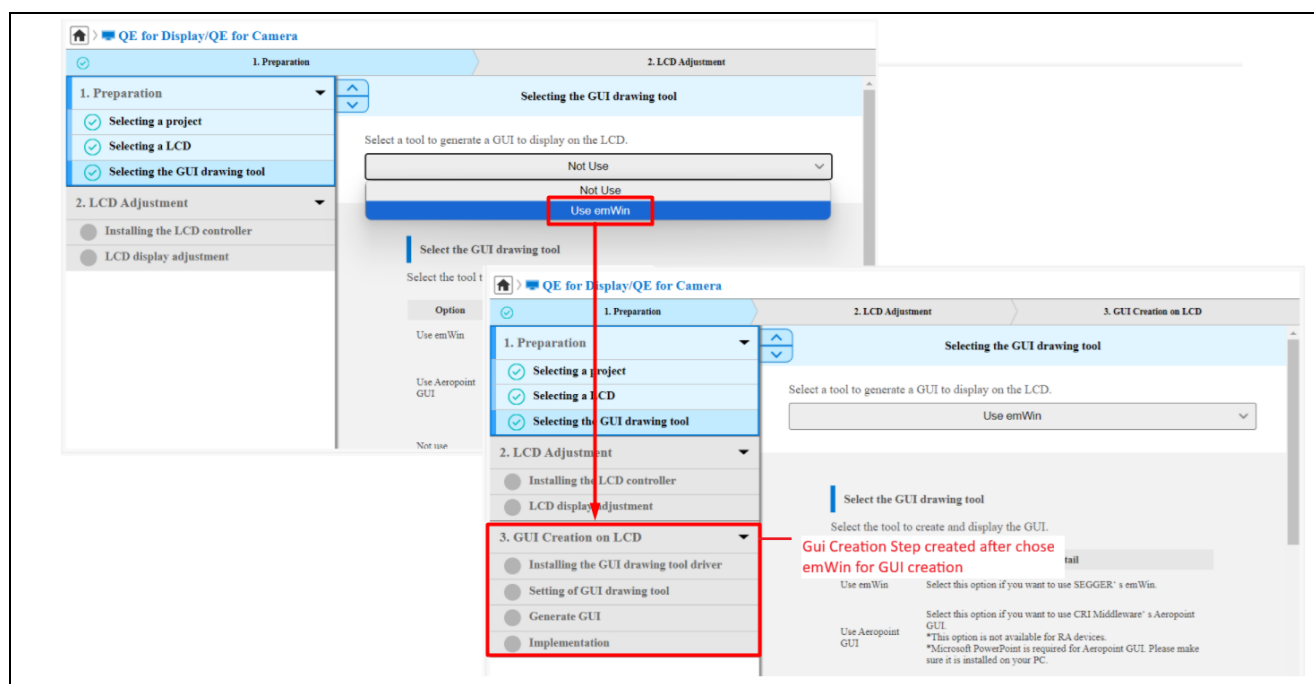 QE for Display/QE for Camera
1. Preparation
2. LCD Adjustment
1. Preparation
Selecting a project
Selecting a LCD
Selecting the GUI drawing tool
2. LCD Adjustment
Installing the LCD controller
LCD display adjustment
Selecting the GUI drawing tool
Select a tool to generate a GUI to display on the LCD.
Not Use
Not Use
Use emWin
Select the GUI drawing tool
Select the tool t
Option
Use emWin
Use Aeropoint
GUI
Not use
QE for Display/QE for Camera
1. Preparation
2. LCD Adjustment
3. GUI Creation on LCD
1. Preparation
Selecting a project
Selecting a LCD
Selecting the GUI drawing tool
2. LCD Adjustment
Installing the LCD controller
LCD display adjustment
3. GUI Creation on LCD
Installing the GUI drawing tool driver
Setting of GUI drawing tool
Generate GUI
Implementation
Selecting the GUI drawing tool
Select a tool to generate a GUI to display on the LCD.
Use emWin
Select the GUI drawing tool
Select the tool to create and display the GUI.
Gui Creation Step created after chose
emWin for GUI creation
tail
Use emWin
Select this option if you want to use SEGGER's emWin.
Use Aeropoint
GUI
Select this option if you want to use CRI Middleware's Aeropoint
GUI.
*This option is not available for RA devices.
*Microsoft PowerPoint is required for Aeropoint GUI. Please make
sure it is installed on your PC.